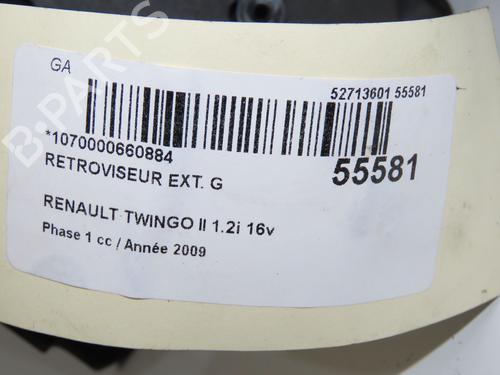 GA
52713601 55581
*1070000660884
55581
RETROVISEUR EXT. G
RENAULT TWINGO II 1.2i 16v
Phase 1 cc / Année 2009
B-PARTS